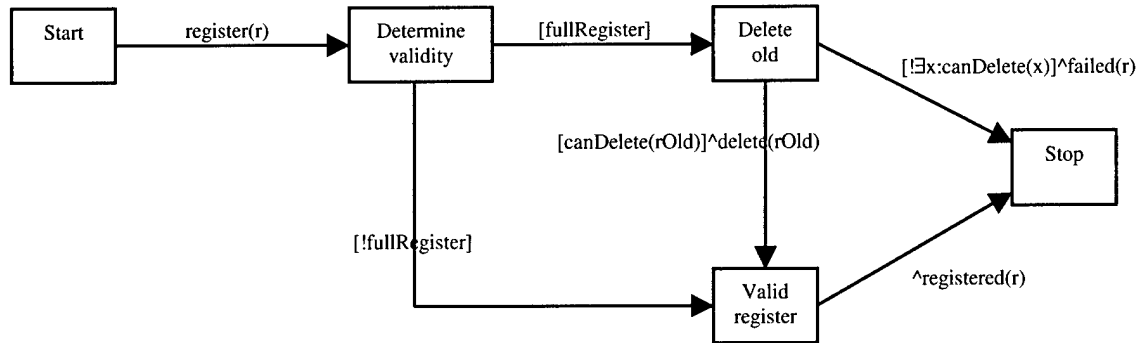 Start
register(r)
Determine
validity
[fullRegister]
Delete
old
[!∃x:canDelete(x)]^failed(r)
[canDelete(rOld)]^delete(rOld)
Stop
[!fullRegister]
Valid
register
^registered(r)